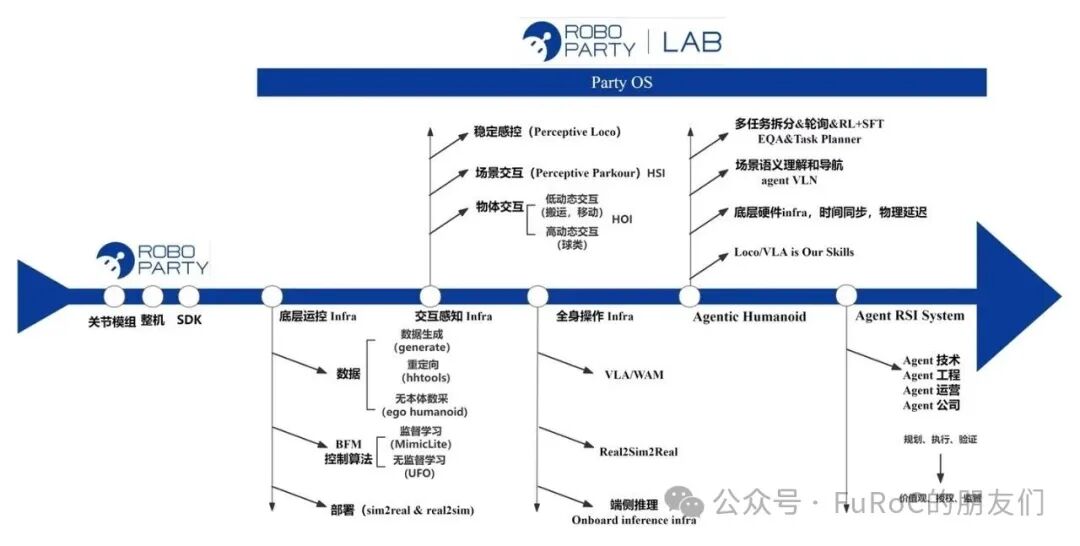 ROBO PARTY | LAB
Party OS
稳定感控（Perceptive Loco）
场景交互（Perceptive Parkour）HSI
物体交互
低动态交互
（搬运，移动）
高动态交互
（球类）
HOI
多任务拆分&轮询&RL+SFT
EQA&Task Planner
场景语义理解和导航
agent VLN
底层硬件infra，时间同步，物理延迟
Loco/VLA is Our Skills
ROBO PARTY
关节模组
整机
SDK
底层运控 Infra
交互感知 Infra
全身操作 Infra
Agentic Humanoid
Agent RSI System
数据
数据生成
（generate）
重定向
（hhtools）
无本体数采
（ego humanoid）
BFM
控制算法
监督学习
（MimicLite）
无监督学习
（UFO）
部署（sim2real & real2sim）
VLA/WAM
Real2Sim2Real
端侧推理
Onboard inference infra
Agent 技术
Agent 工程
Agent 运营
Agent 公司
规划、执行、验证
价值观、授权、监督
公众号 · FuRoC的朋友们